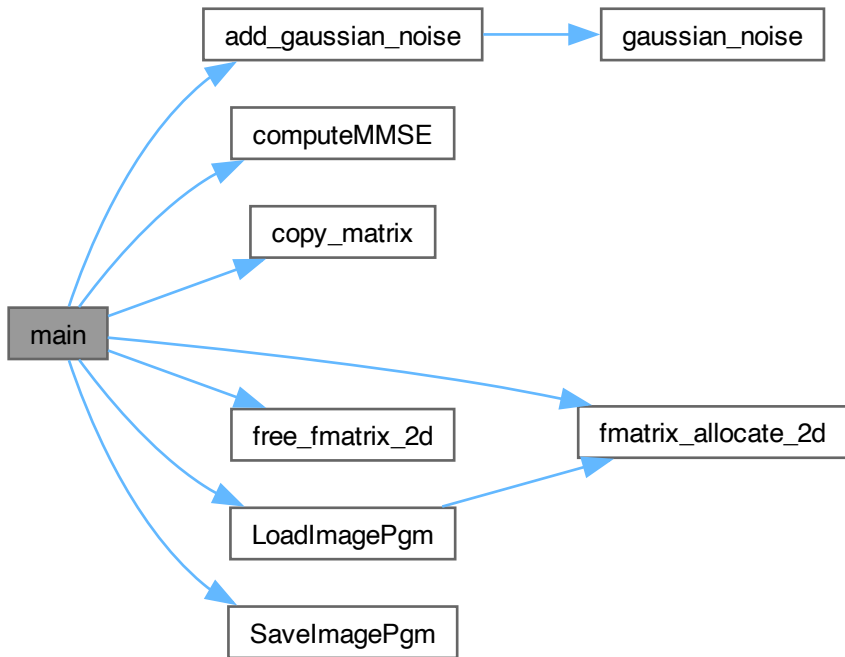 main
add_gaussian_noise
gaussian_noise
computeMMSE
copy_matrix
free_fmatrix_2d
fmatrix_allocate_2d
LoadImagePgm
SaveImagePgm